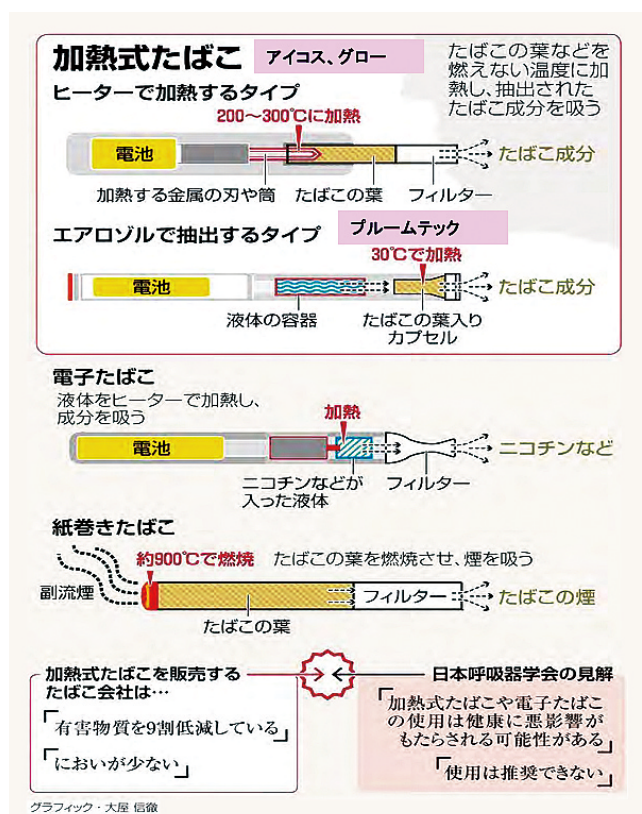 加熱式たばこ
アイコス、グロー
たばこの葉などを
燃えない温度に加
熱し、抽出された
たばこ成分を吸う
ヒーターで加熱するタイプ
200〜300℃に加熱
電池
たばこ成分
加熱する金属の刃や筒
たばこの葉
フィルター
エアロゾルで抽出するタイプ
プルームテック
30℃で加熱
電池
たばこ成分
液体の容器
たばこの葉入り
カプセル
電子たばこ
液体をヒーターで加熱し、
成分を吸う
加熱
電池
ニコチンなど
ニコチンなどが
入った液体
フィルター
紙巻きたばこ
約900℃で燃焼
たばこの葉を燃焼させ、煙を吸う
副流煙
フィルター
たばこの煙
たばこの葉
加熱式たばこを販売する
たばこ会社は…
「有害物質を9割低減している」
「においが少ない」
日本呼吸器学会の見解
「加熱式たばこや電子たばこ
の使用は健康に悪影響が
もたらされる可能性がある」
「使用は推奨できない」
グラフィック・大屋 信徹